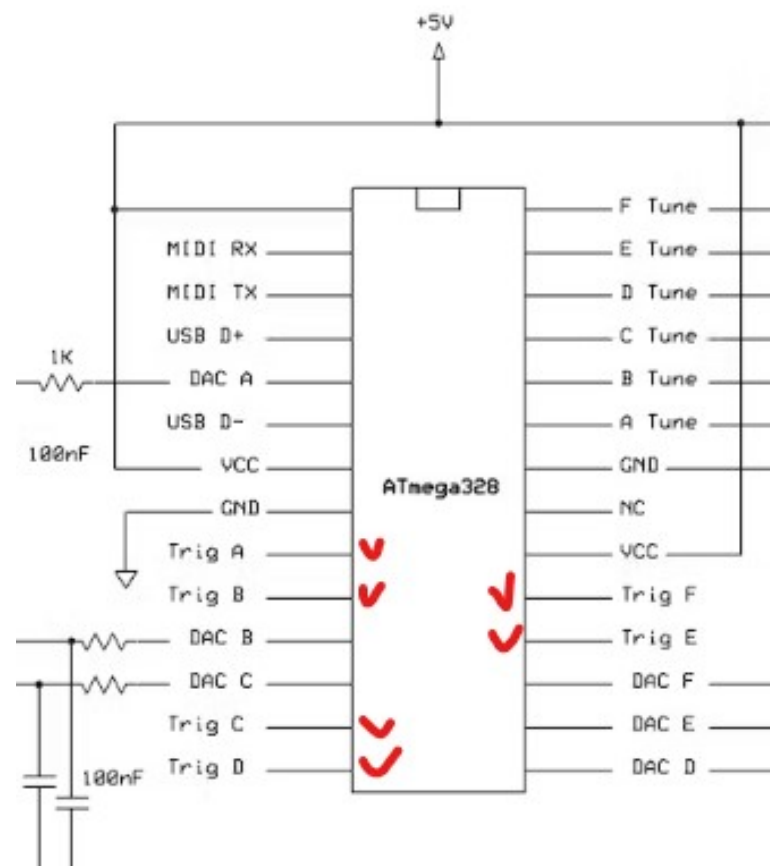 +5V
F Tune
MIDI RX
E Tune
MIDI TX
D Tune
USB D+
C Tune
1K
DAC A
B Tune
USB D-
A Tune
100nF
VCC
GND
ATmega328
GND
NC
Trig A
VCC
Trig B
Trig F
DAC B
Trig E
DAC C
DAC F
Trig C
DAC E
Trig D
DAC D
100nF